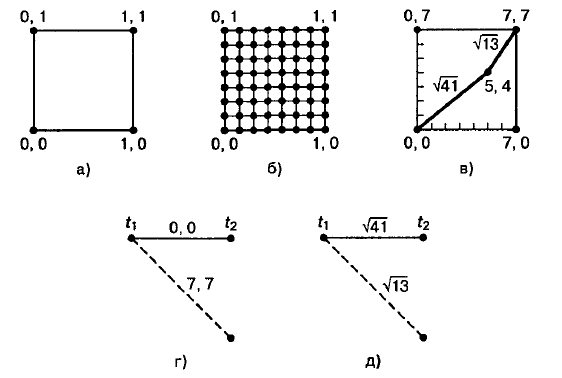 0, 1 1, 1
0, 0 1, 0
а)
0, 1 1, 1
0, 0 1, 0
б)
0, 7 7, 7
√13
√41
5, 4
0, 0 7, 0
в)
t₁ 0, 0 t₂
7, 7
г)
t₁ √41 t₂
√13
д)